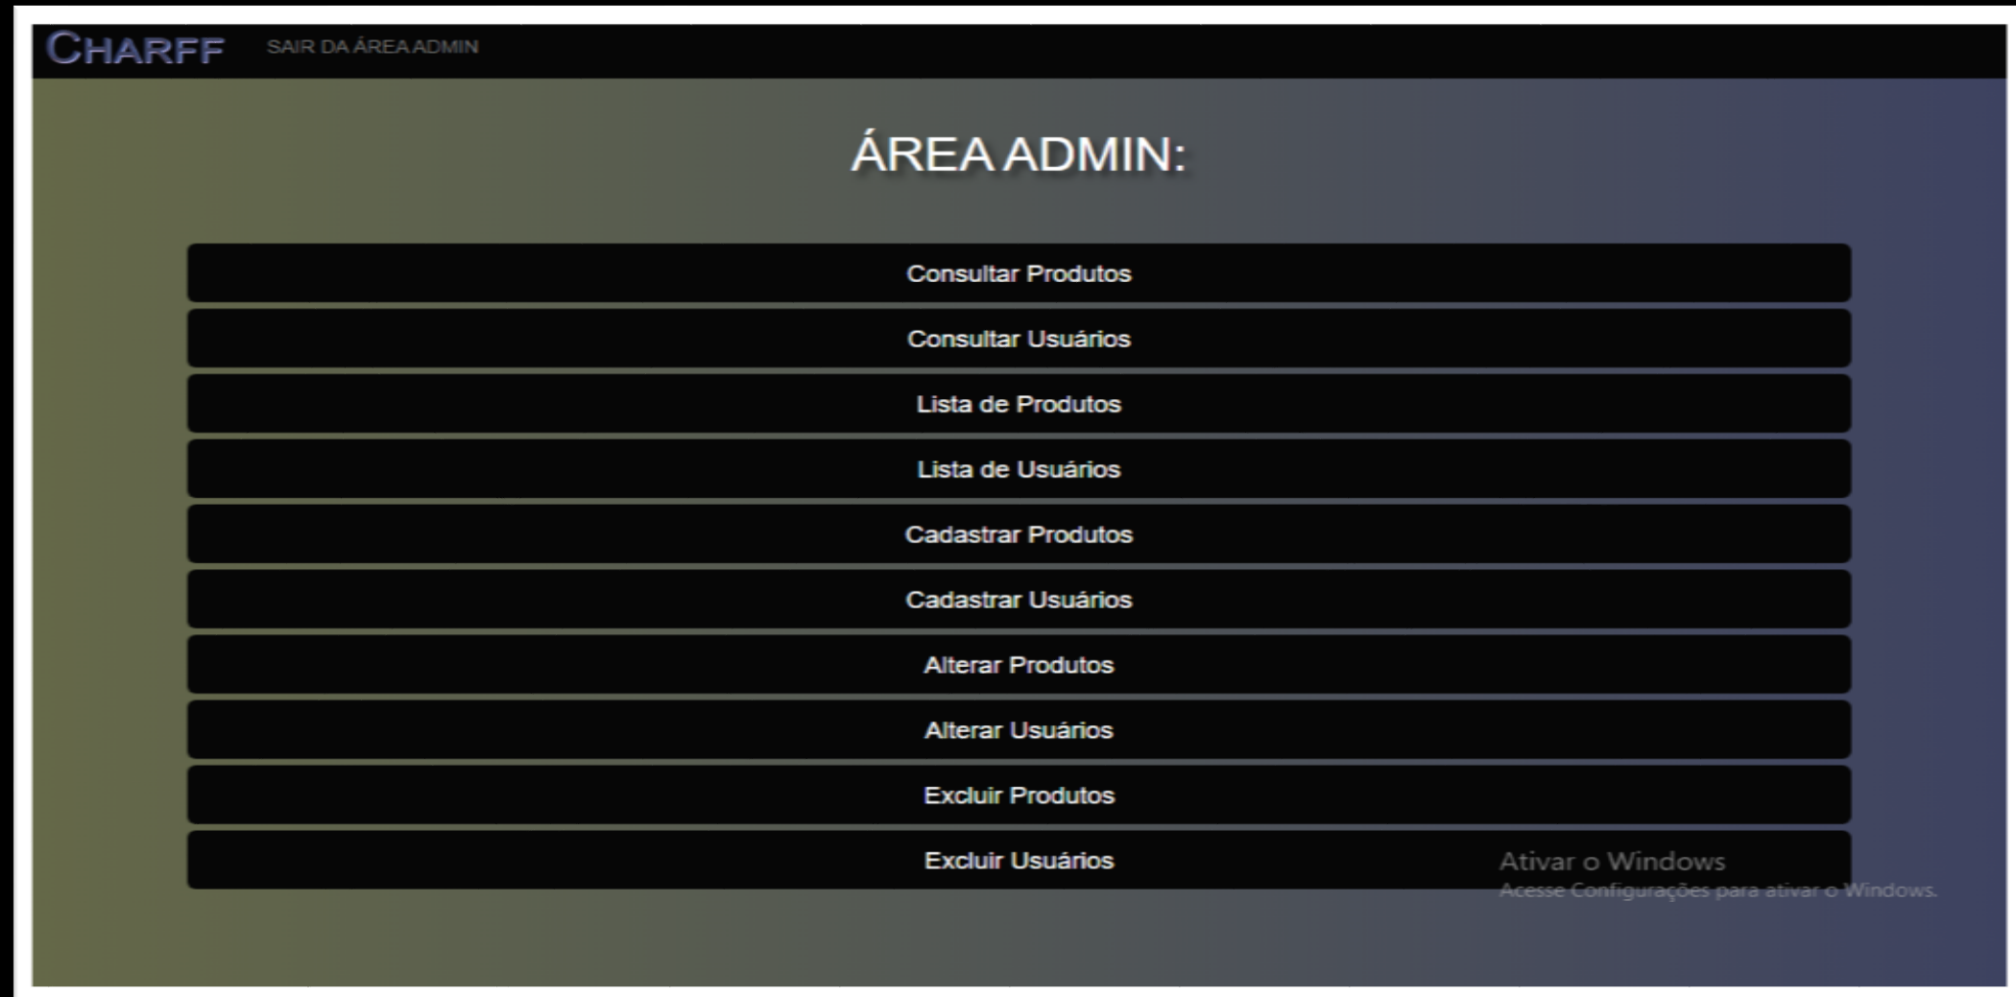 CHARFF SAIR DA ÁREA ADMIN
ÁREA ADMIN:
Consultar Produtos
Consultar Usuários
Lista de Produtos
Lista de Usuários
Cadastrar Produtos
Cadastrar Usuários
Alterar Produtos
Alterar Usuários
Excluir Produtos
Excluir Usuários
Ativar o Windows
Acesse Configurações para ativar o Windows.